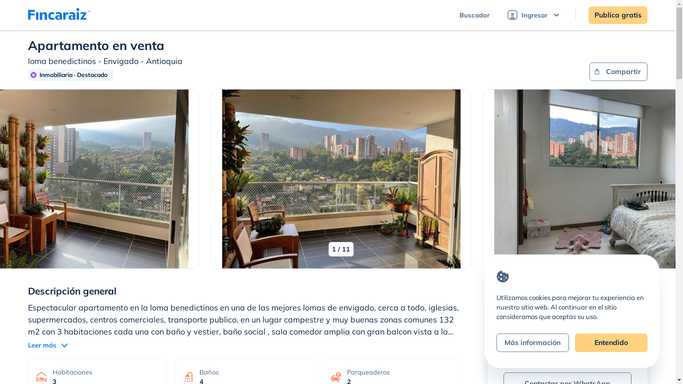 Fincaraiz
Buscador
Ingresar
Publica gratis
Apartamento en venta
loma benedictinos - Envigado - Antioquia
Inmobiliaria · Destacado
Compartir
1 / 11
Descripción general
Espectacular apartamento en la loma benedictinos en una de las mejores lomas de envigado, cerca a todo, iglesias,
supermercados, centros comerciales, transporte publico, en un lugar campestre y muy buenas zonas comunes 132
m2 con 3 habitaciones cada una con baño y vestier, baño social , sala comedor amplia con gran balcon vista a la...
Leer más
Habitaciones
3
Baños
4
Parqueaderos
2
Utilizamos cookies para mejorar tu experiencia en
nuestro sitio web. Al continuar en el sitio
consideramos que aceptas su uso.
Más información
Entendido
Contactar por WhatsApp